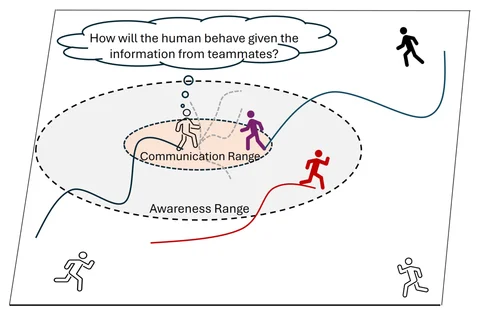 How will the human behave given the
information from teammates?
Communication Range
Awareness Range